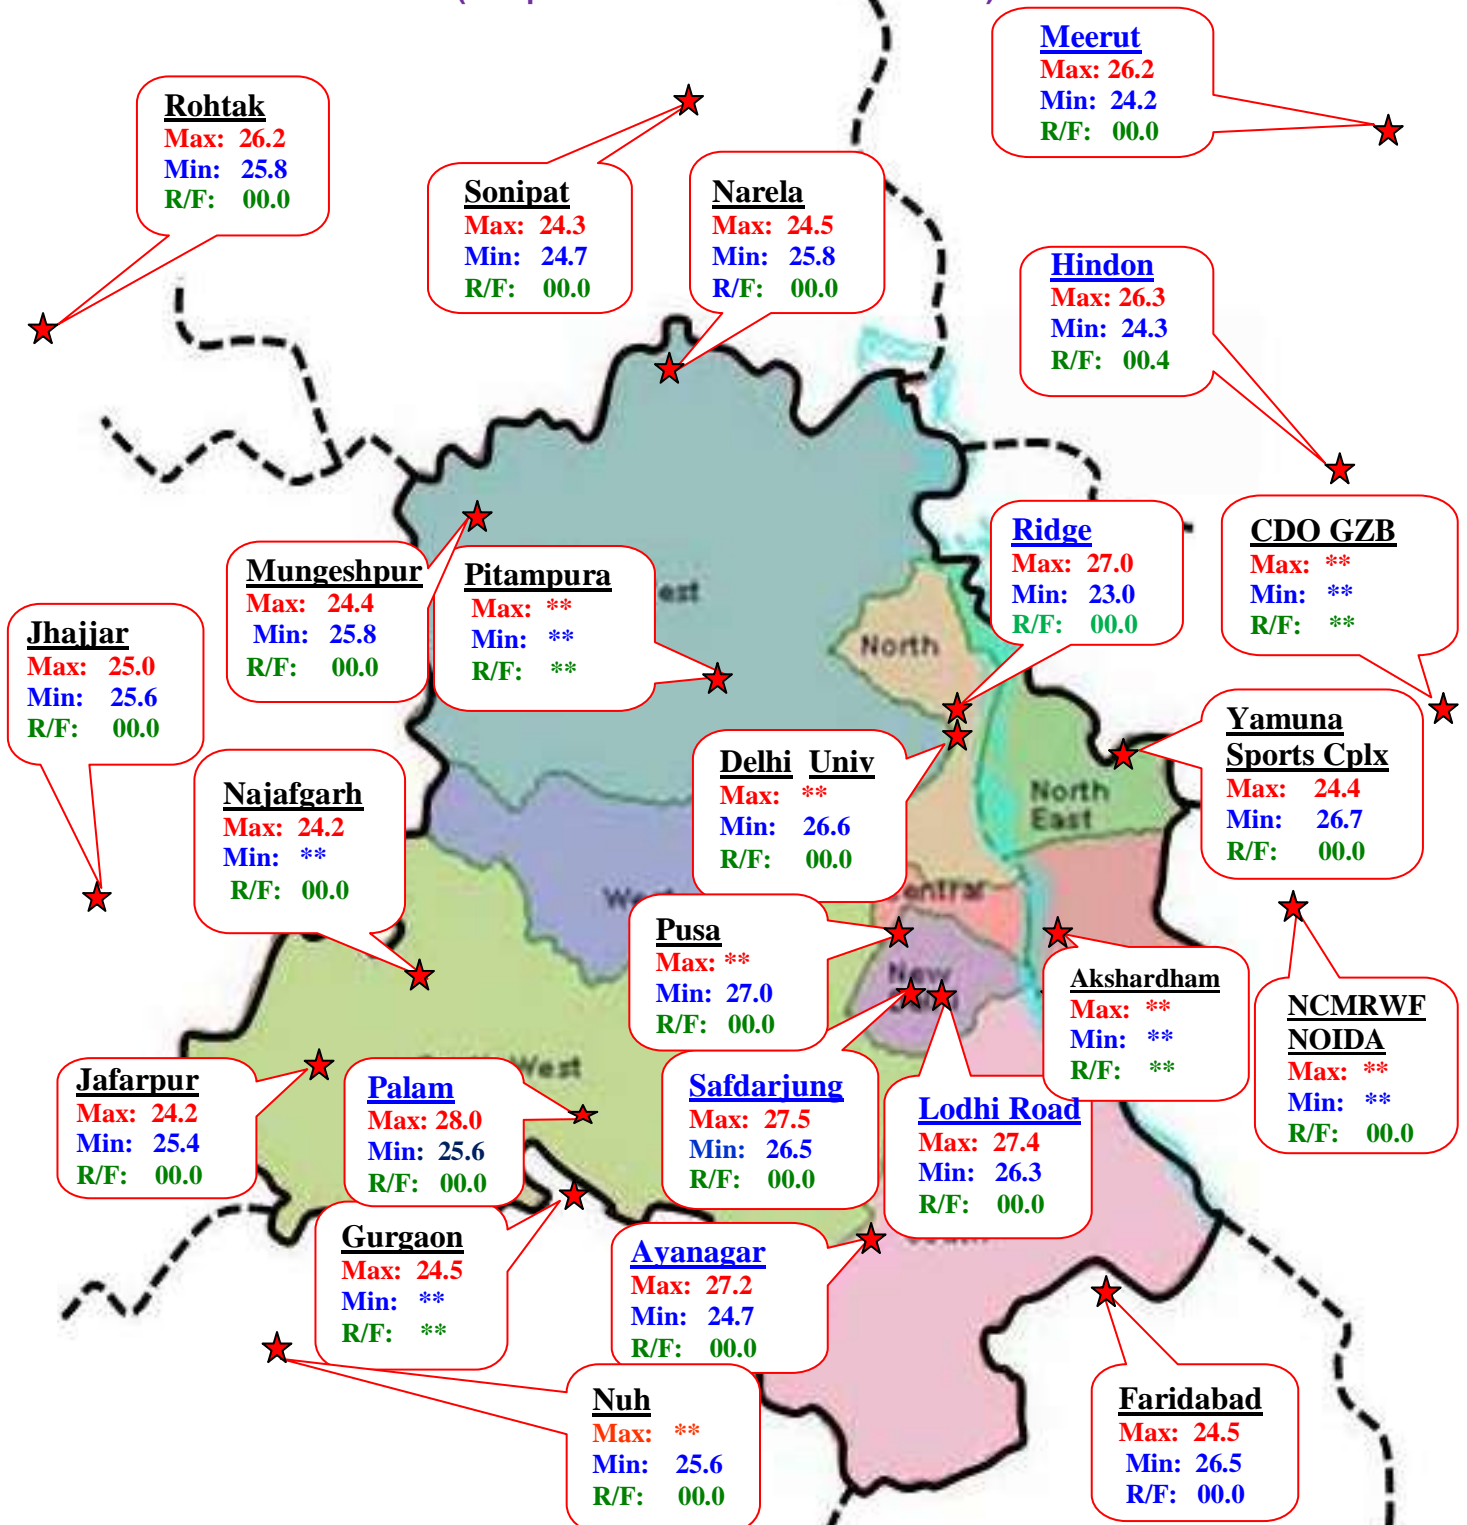 Meerut
Max: 26.2
Min: 24.2
R/F: 00.0
Rohtak
Max: 26.2
Min: 25.8
R/F: 00.0
Sonipat
Max: 24.3
Min: 24.7
R/F: 00.0
Narela
Max: 24.5
Min: 25.8
R/F: 00.0
Hindon
Max: 26.3
Min: 24.3
R/F: 00.4
Ridge
Max: 27.0
Min: 23.0
R/F: 00.0
CDO GZB
Max: **
Min: **
R/F: **
Mungeshpur
Max: 24.4
Min: 25.8
R/F: 00.0
Pitampura
Max: **
Min: **
R/F: **
est
North
Jhajjar
Max: 25.0
Min: 25.6
R/F: 00.0
Yamuna
Sports Cplx
Max: 24.4
Min: 26.7
R/F: 00.0
Delhi Univ
Max: **
Min: 26.6
R/F: 00.0
North
East
Najafgarh
Max: 24.2
Min: **
R/F: 00.0
entral
Pusa
Max: **
Min: 27.0
R/F: 00.0
New
Akshardham
Max: **
Min: **
R/F: **
NCMRWF
NOIDA
Max: **
Min: **
R/F: 00.0
West
Jafarpur
Max: 24.2
Min: 25.4
R/F: 00.0
Palam
Max: 28.0
Min: 25.6
R/F: 00.0
Safdarjung
Max: 27.5
Min: 26.5
R/F: 00.0
Lodhi Road
Max: 27.4
Min: 26.3
R/F: 00.0
Gurgaon
Max: 24.5
Min: **
R/F: **
Ayanagar
Max: 27.2
Min: 24.7
R/F: 00.0
Nuh
Max: **
Min: 25.6
R/F: 00.0
Faridabad
Max: 24.5
Min: 26.5
R/F: 00.0